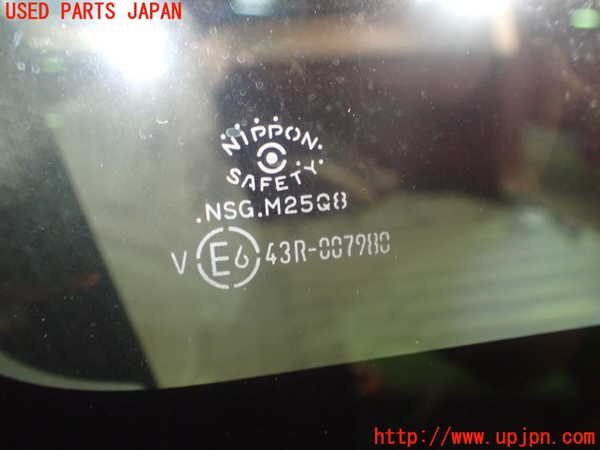 USED PARTS JAPAN
NIPPON
SAFETY
.NSG.M25Q8
V E6 43R-007980
http://www.upjpn.com